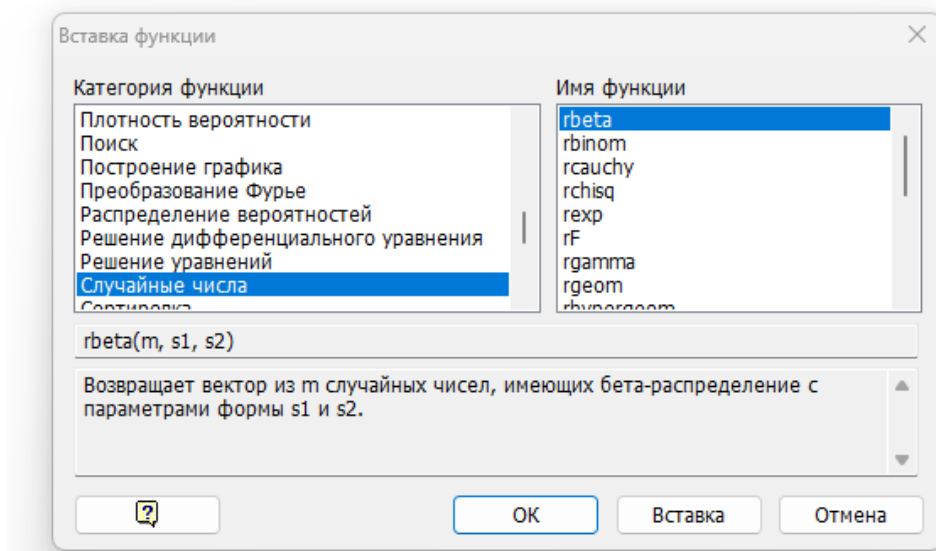 Вставка функции
Категория функции
Плотность вероятности
Поиск
Построение графика
Преобразование Фурье
Распределение вероятностей
Решение дифференциального уравнения
Решение уравнений
Случайные числа
Сортировка
Имя функции
rbeta
rbinom
rcauchy
rchisq
rexp
rF
rgamma
rgeom
rhypergeom
rbeta(m, s1, s2)
Возвращает вектор из m случайных чисел, имеющих бета-распределение с
параметрами формы s1 и s2.
?
OK
Вставка
Отмена